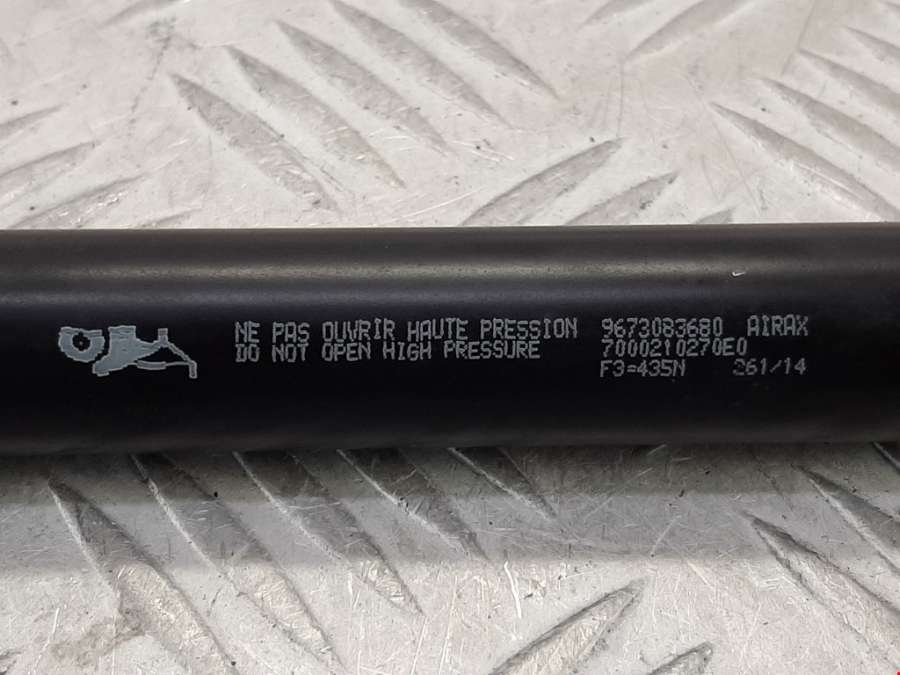 NE PAS OUVRIR HAUTE PRESSION 9673083680 AIRAX
DO NOT OPEN HIGH PRESSURE 7000210270E0
F3=435N 261/14